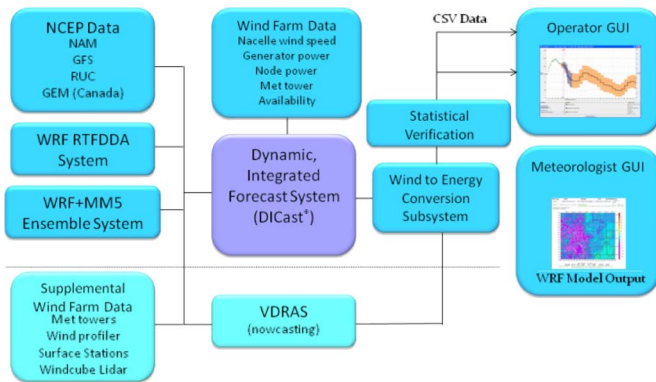 NCEP Data
NAM
GFS
RUC
GEM (Canada)
WRF RTFDDA
System
WRF+MM5
Ensemble System
Supplemental
Wind Farm Data
Met towers
Wind profiler
Surface Stations
Windcube Lidar
Wind Farm Data
Nacelle wind speed
Generator power
Node power
Met tower
Availability
Dynamic,
Integrated
Forecast System
(DICast®)
VDRAS
(nowcasting)
CSV Data
Statistical
Verification
Wind to Energy
Conversion
Subsystem
Operator GUI
Meteorologist GUI
WRF Model Output